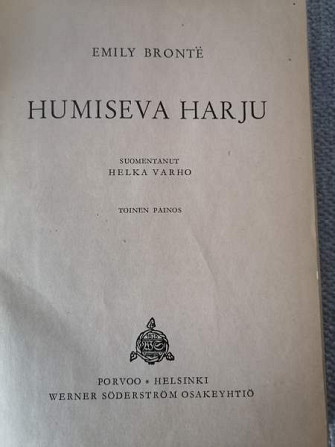 EMILY BRONTË
HUMISEVA HARJU
SUOMENTANUT
HELKA VARHO
TOINEN PAINOS
PORVOO • HELSINKI
WERNER SÖDERSTRÖM OSAKEYHTIÖ